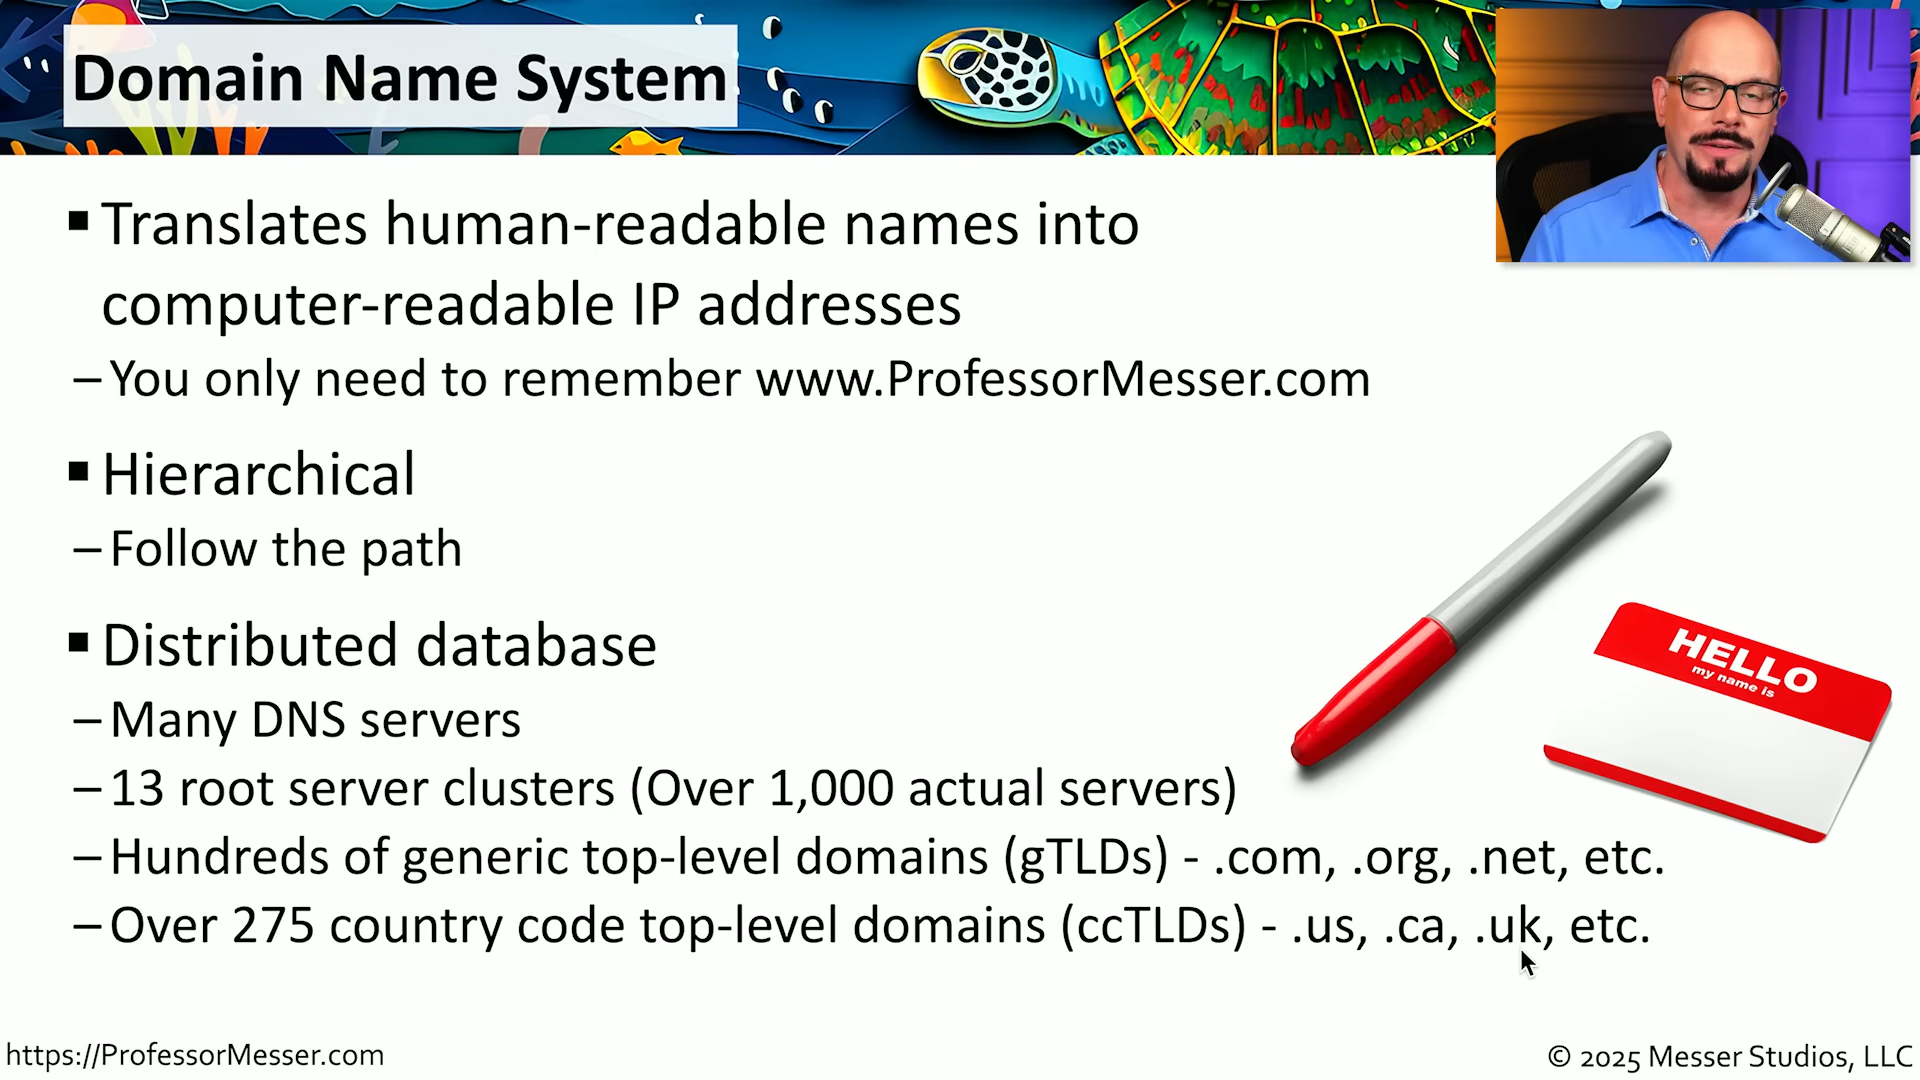 Domain Name System
▪ Translates human-readable names into
computer-readable IP addresses
– You only need to remember www.ProfessorMesser.com
▪ Hierarchical
– Follow the path
▪ Distributed database
– Many DNS servers
– 13 root server clusters (Over 1,000 actual servers)
– Hundreds of generic top-level domains (gTLDs) - .com, .org, .net, etc.
– Over 275 country code top-level domains (ccTLDs) - .us, .ca, .uk, etc.
HELLO
my name is
https://ProfessorMesser.com
© 2025 Messer Studios, LLC